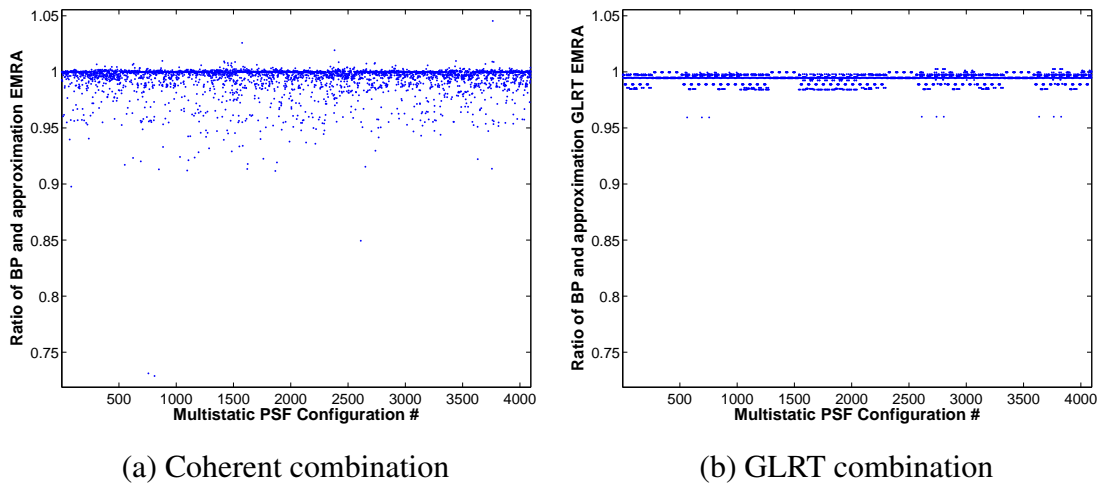 1.05
1
0.95
0.9
0.85
0.8
0.75
Ratio of BP and approximation EMRA
500 1000 1500 2000 2500 3000 3500 4000
Multistatic PSF Configuration #
(a) Coherent combination
1.05
1
0.95
0.9
0.85
0.8
0.75
Ratio of BP and approximation GLRT EMRA
500 1000 1500 2000 2500 3000 3500 4000
Multistatic PSF Configuration #
(b) GLRT combination